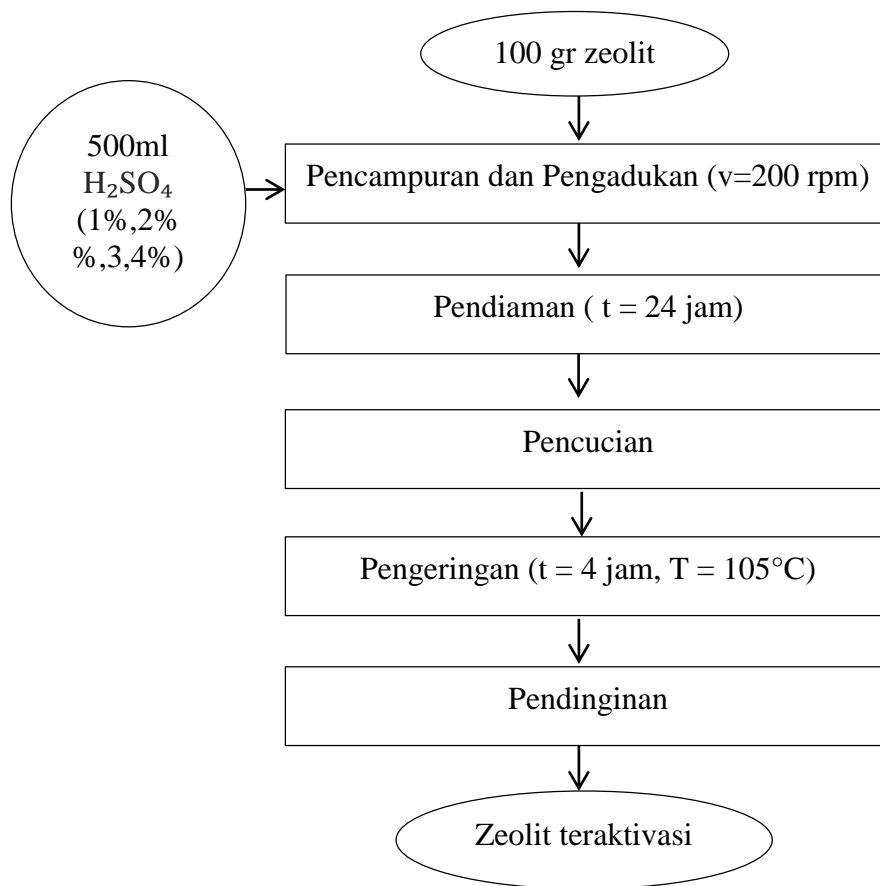 100 gr zeolit
500ml
H₂SO₄
(1%,2%
%,3,4%)
Pencampuran dan Pengadukan (v=200 rpm)
Pendiaman ( t = 24 jam)
Pencucian
Pengeringan (t = 4 jam, T = 105°C)
Pendinginan
Zeolit teraktivasi